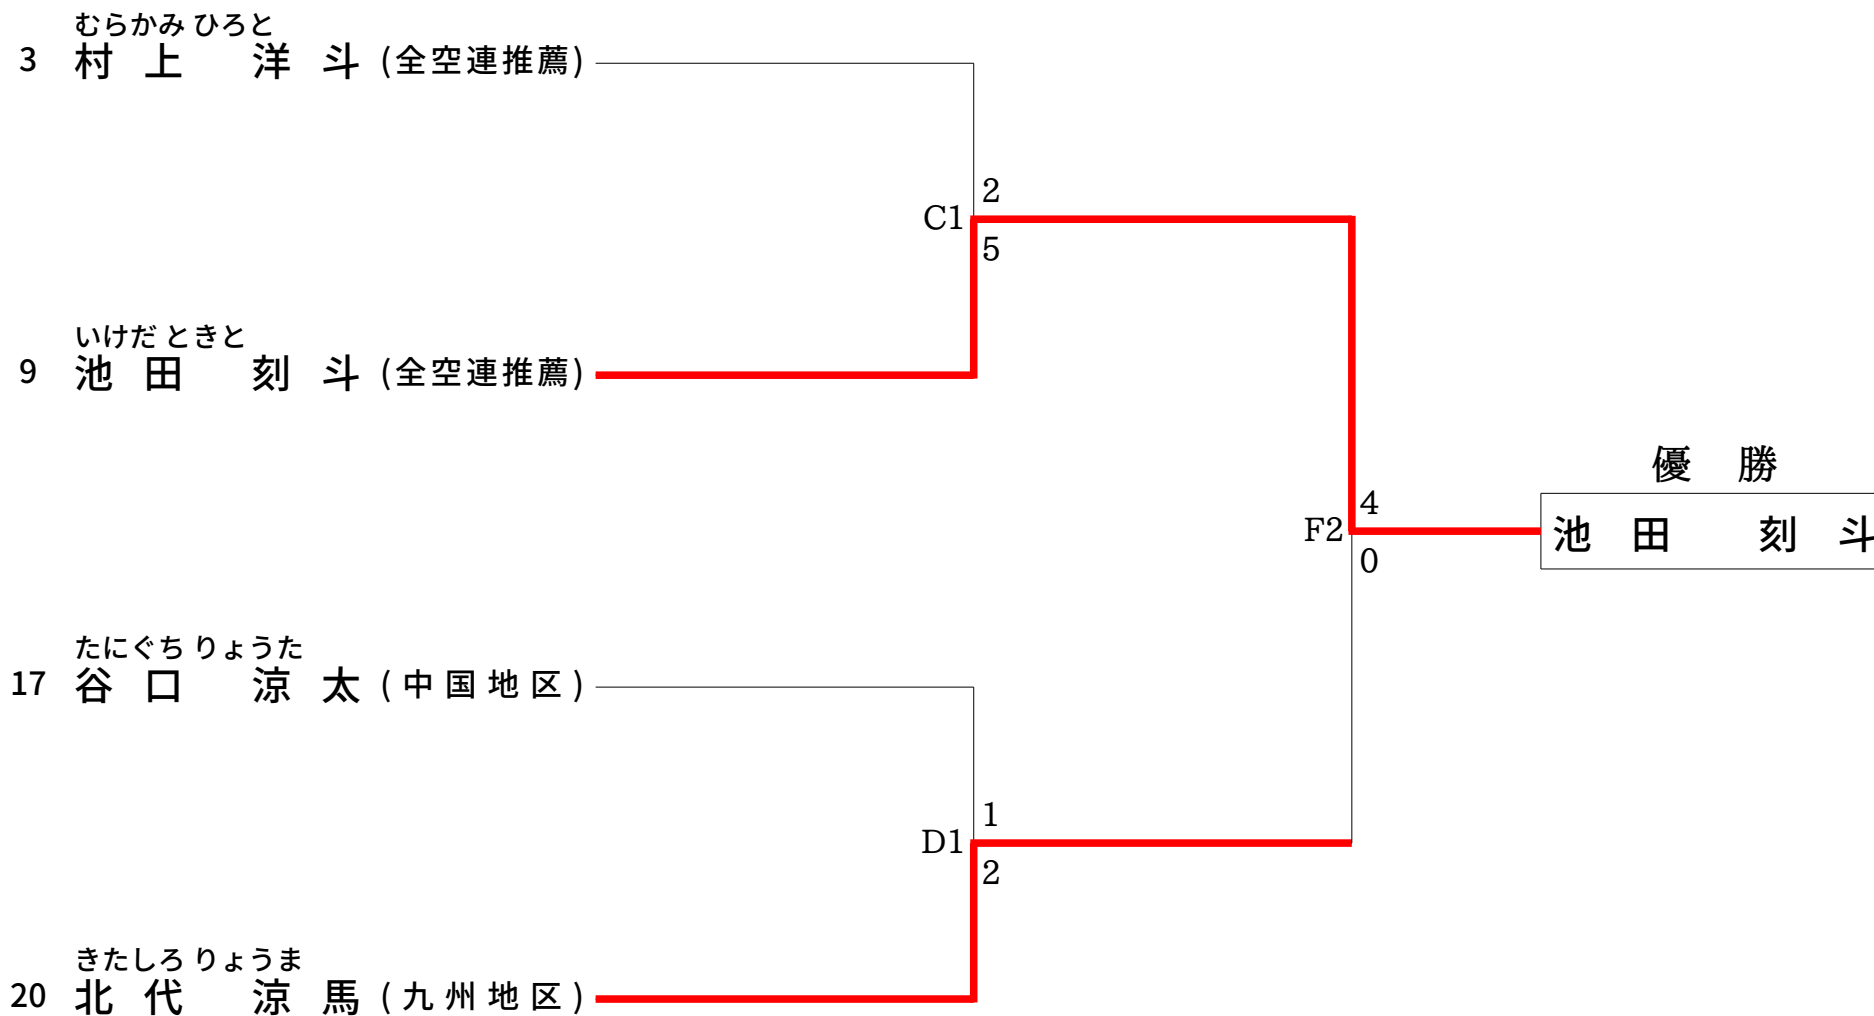 むらかみ ひろと
3 村上 洋斗 (全空連推薦)
2
C1
5
いけだ ときと
9 池田 刻斗 (全空連推薦)
優勝
4
F2
池田 刻斗
0
たにぐち りょうた
17 谷口 涼太 (中国地区)
1
D1
2
きたしろ りょうま
20 北代 涼馬 (九州地区)